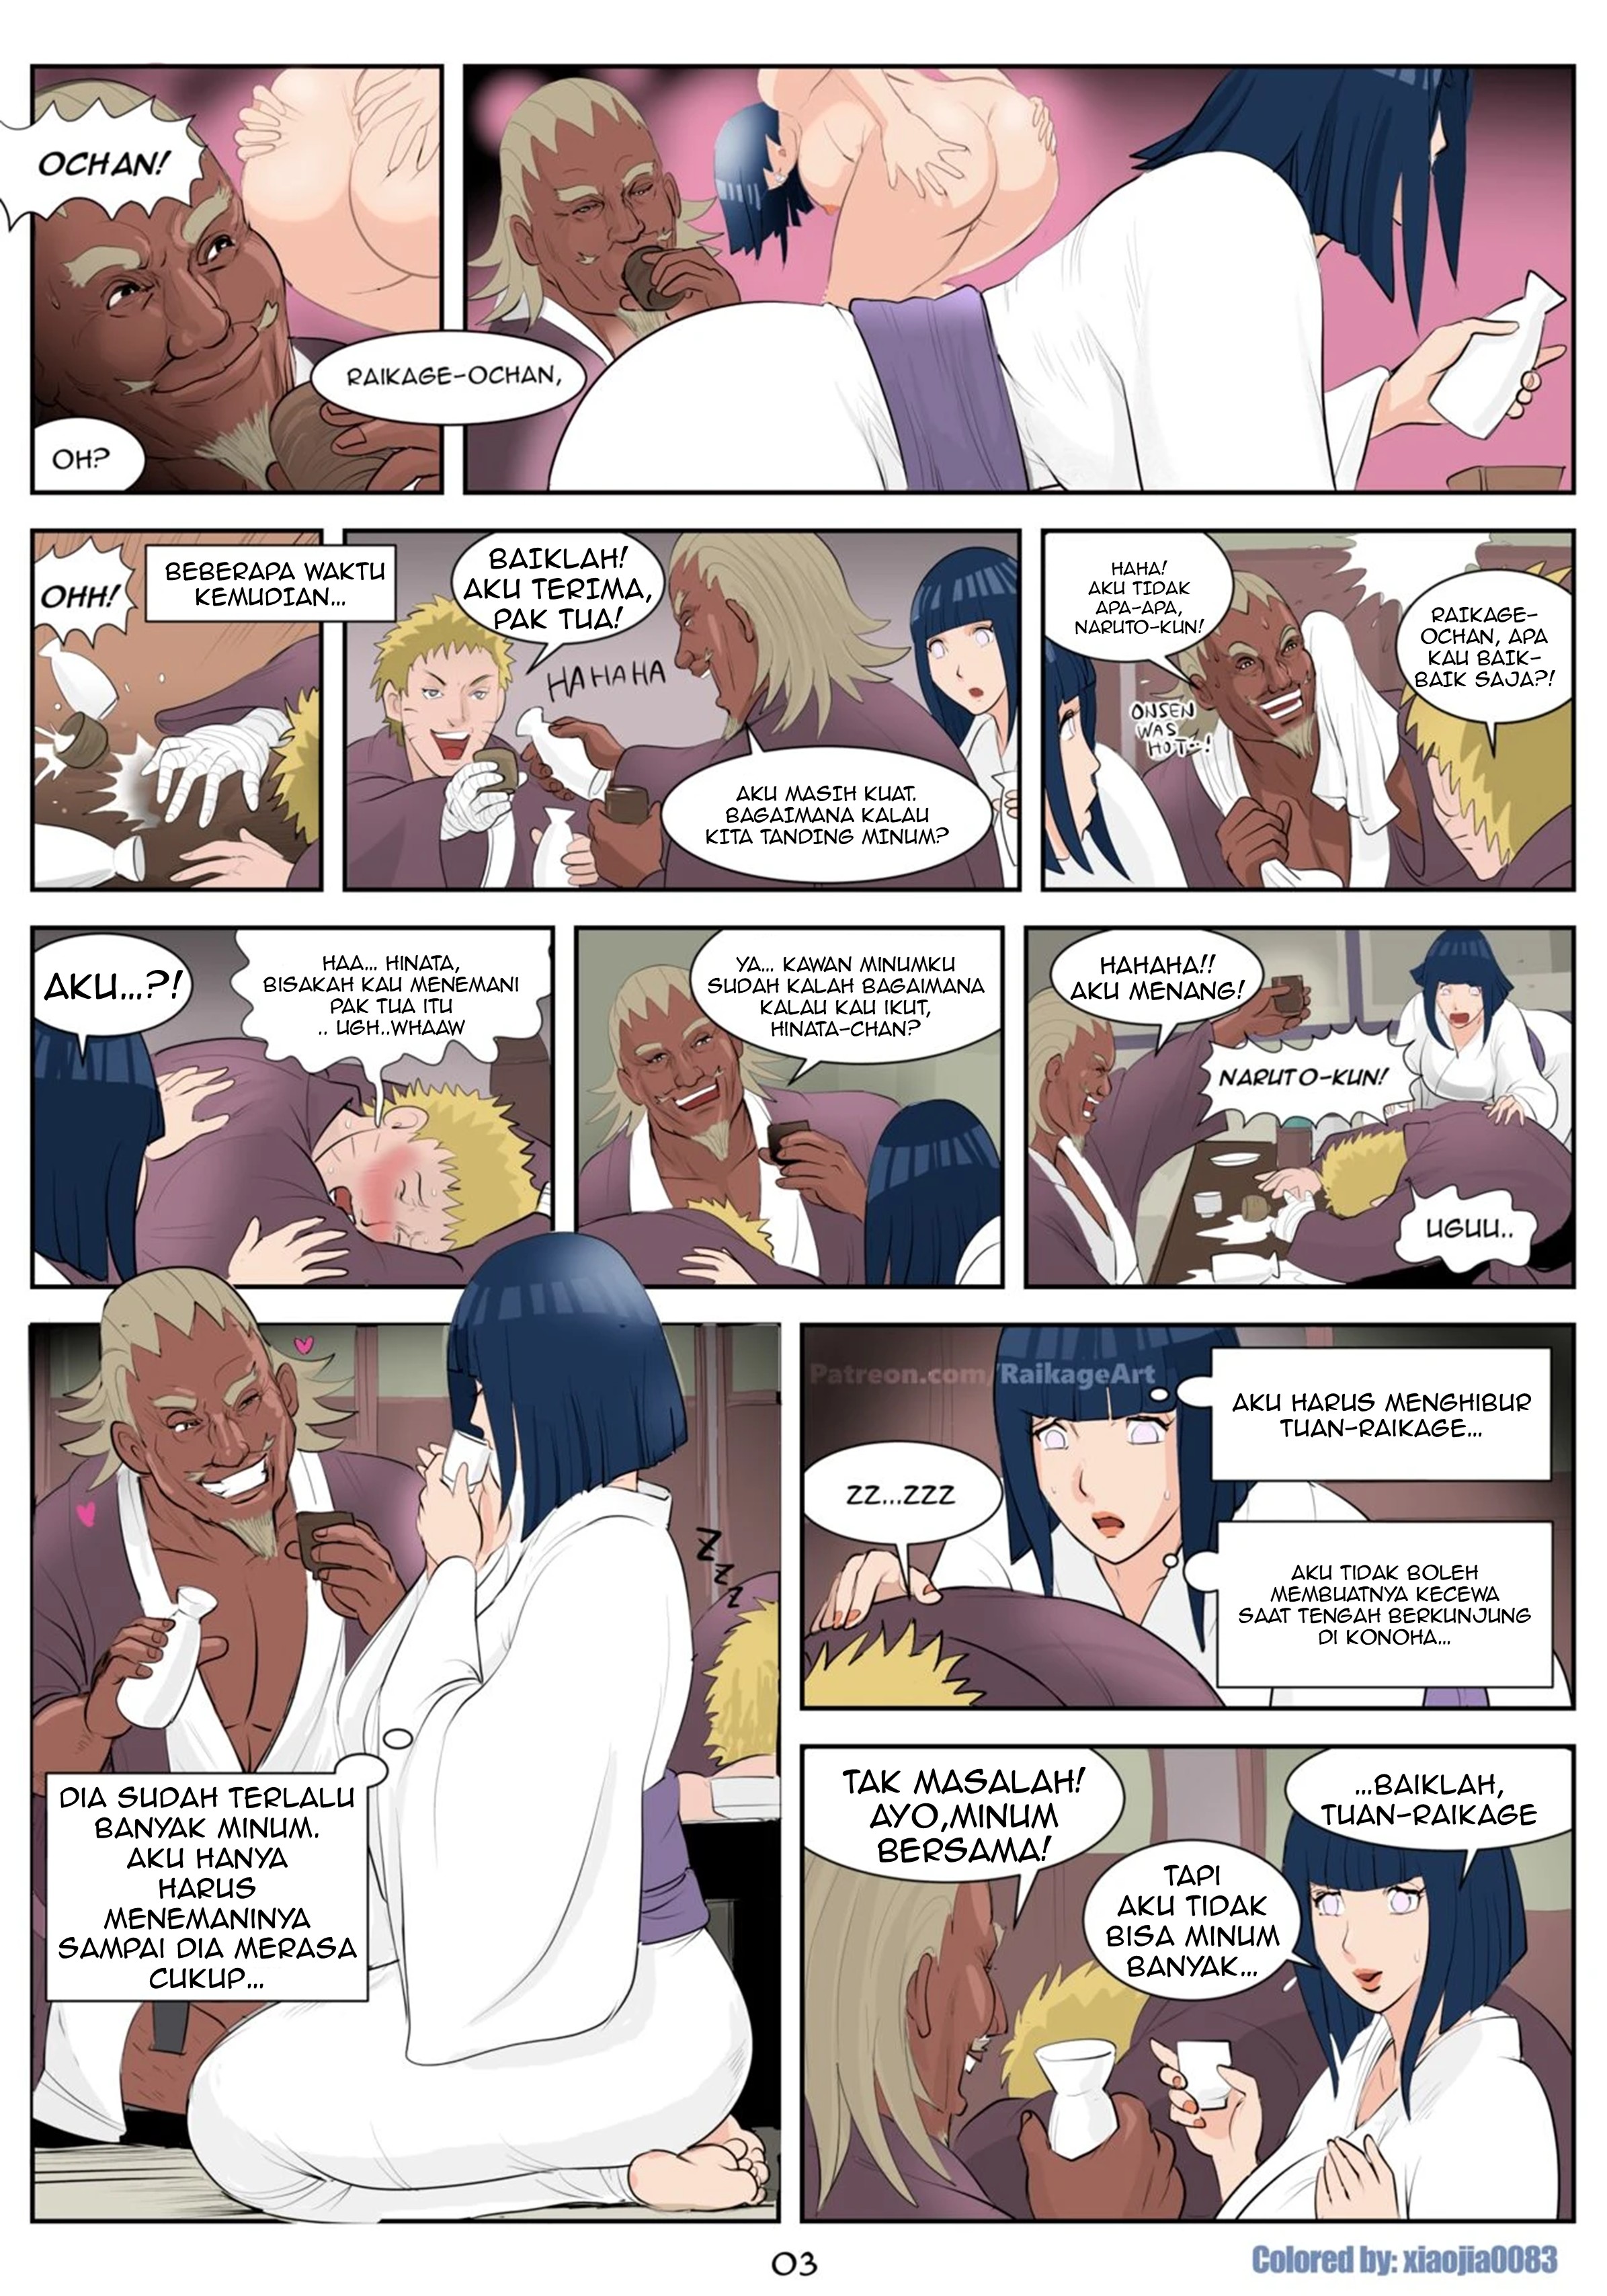 OCHAN!
OH?
RAIKAGE-OCHAN,
OHH!
BEBERAPA WAKTU
KEMUDIAN...
BAIKLAH!
AKU TERIMA,
PAK TUA!
HAHAHA
AKU MASIH KUAT.
BAGAIMANA KALAU
KITA TANDING MINUM?
HAHA!
AKU TIDAK
APA-APA,
NARUTO-KUN!
ONSEN
WAS
HOT~!
RAIKAGE-
OCHAN, APA
KAU BAIK-
BAIK SAJA?!
AKU...?!
HAA... HINATA,
BISAKAH KAU MENEMANI
PAK TUA ITU
.. UGH..WHAAW
YA... KAWAN MINUMKU
SUDAH KALAH BAGAIMANA
KALAU KAU IKUT,
HINATA-CHAN?
HAHAHA!!
AKU MENANG!
NARUTO-KUN!
UGUU..
ZZZ
DIA SUDAH TERLALU
BANYAK MINUM.
AKU HANYA
HARUS
MENEMANINYA
SAMPAI DIA MERASA
CUKUP...
Patreon.com/RaikageArt
AKU HARUS MENGHIBUR
TUAN-RAIKAGE...
ZZ...ZZZ
AKU TIDAK BOLEH
MEMBUATNYA KECEWA
SAAT TENGAH BERKUNJUNG
DI KONOHA...
TAK MASALAH!
AYO,MINUM
BERSAMA!
TAPI
AKU TIDAK
BISA MINUM
BANYAK...
...BAIKLAH,
TUAN-RAIKAGE
03
Colored by: xiaojia0083